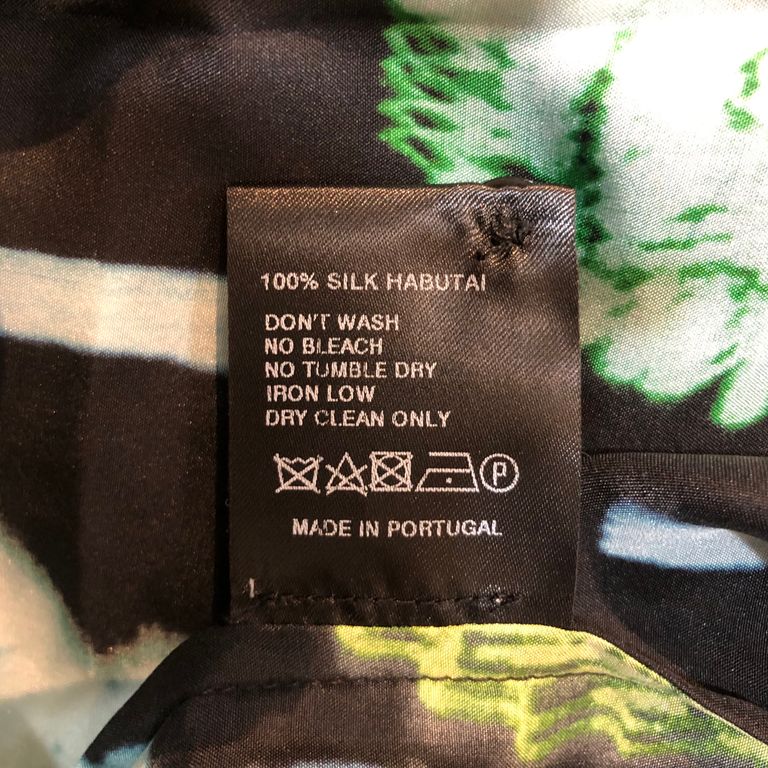 100% SILK HABUTAI
DON'T WASH
NO BLEACH
NO TUMBLE DRY
IRON LOW
DRY CLEAN ONLY
P
MADE IN PORTUGAL